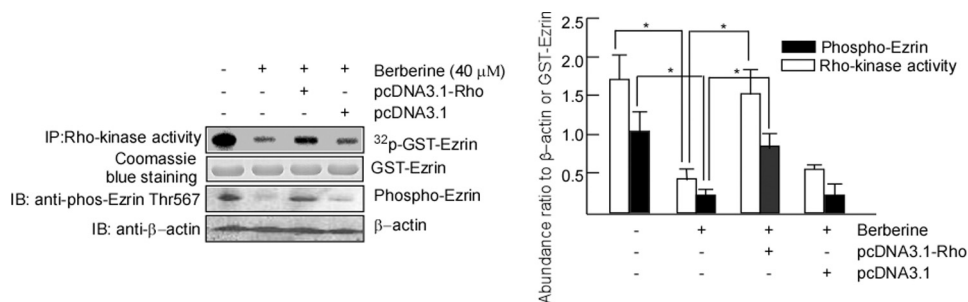 - + + + Berberine (40 μM)
- - + - pcDNA3.1-Rho
- - - + pcDNA3.1
IP:Rho-kinase activity
32p-GST-Ezrin
Coomassie
blue staining
GST-Ezrin
IB: anti-phos-Ezrin Thr567
Phospho-Ezrin
IB: anti-β-actin
β-actin
Abundance ratio to β-actin or GST-Ezrin
2.5
2.0
1.5
1.0
0.5
* *
* *
Phospho-Ezrin
Rho-kinase activity
- + + + Berberine
- - + - pcDNA3.1-Rho
- - - + pcDNA3.1